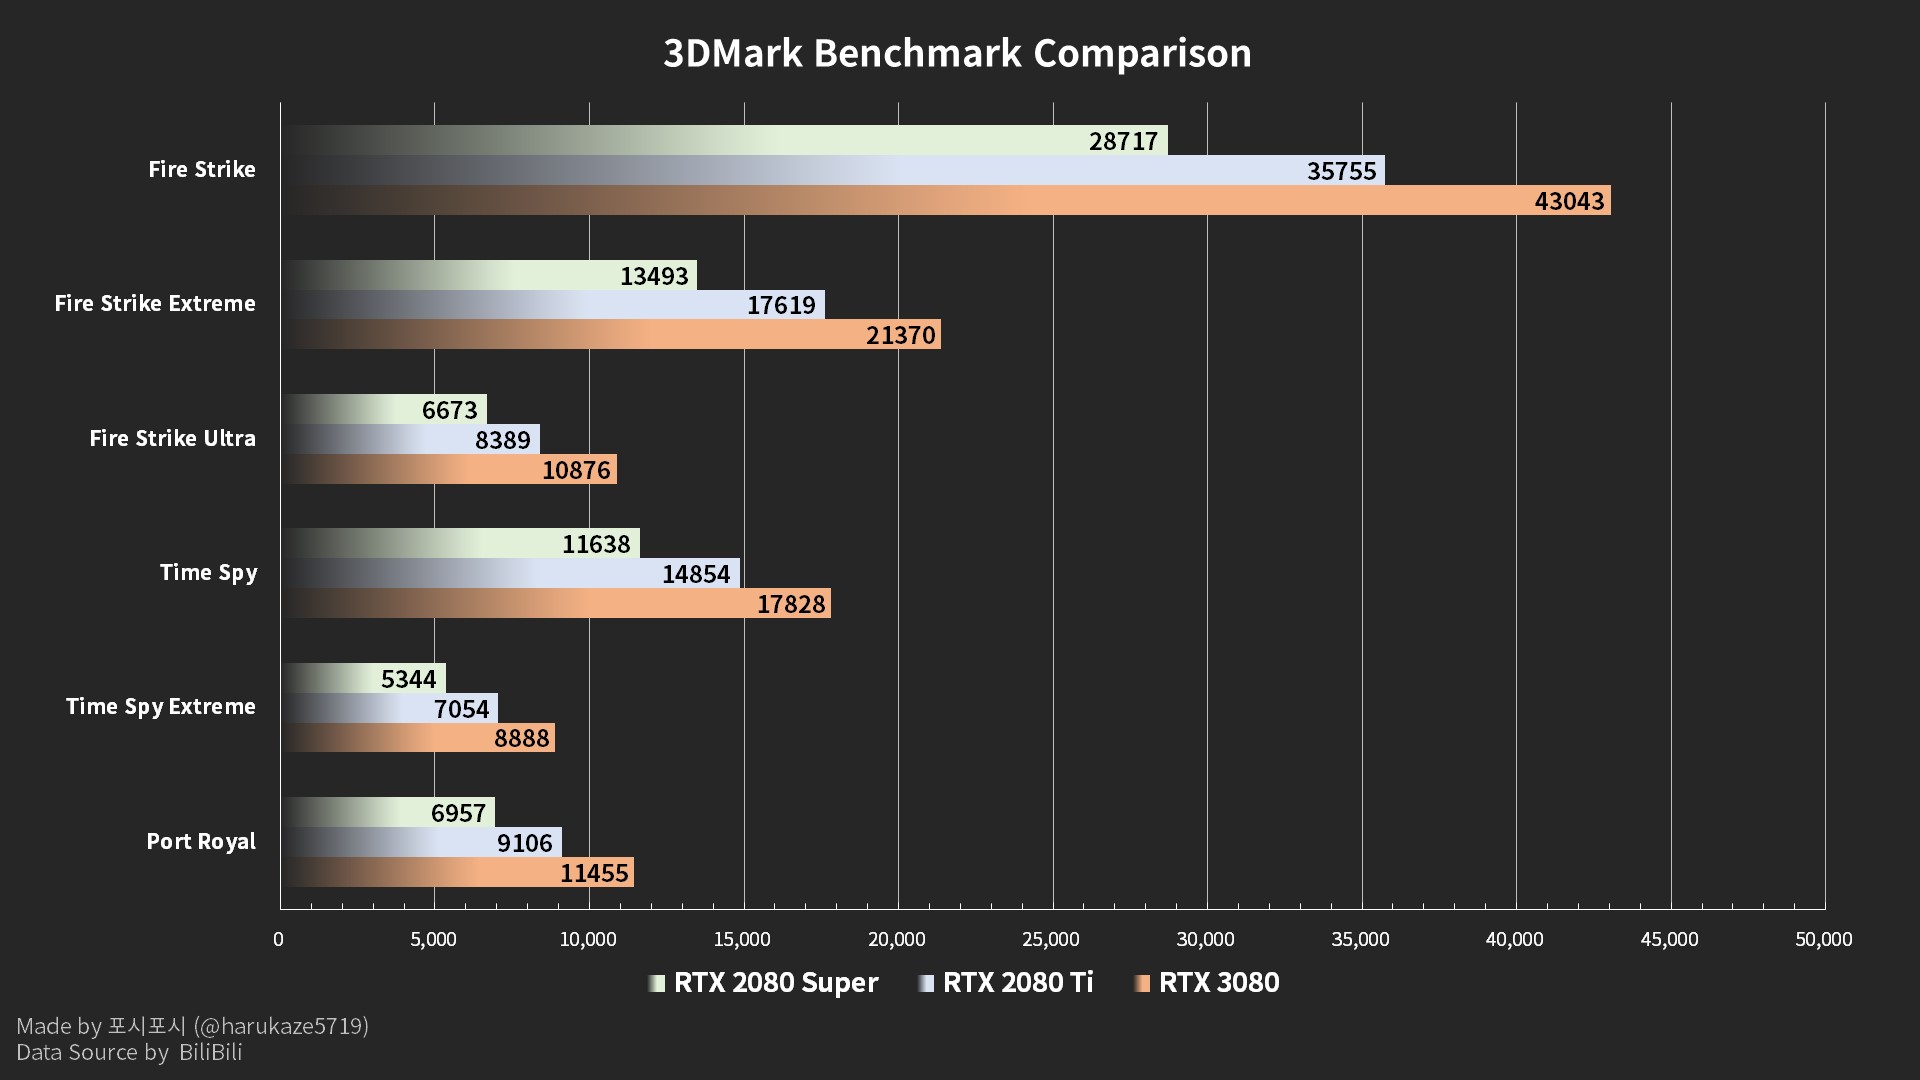 3DMark Benchmark Comparison
Fire Strike
28717
35755
43043
Fire Strike Extreme
13493
17619
21370
Fire Strike Ultra
6673
8389
10876
Time Spy
11638
14854
17828
Time Spy Extreme
5344
7054
8888
Port Royal
6957
9106
11455
0 5,000 10,000 15,000 20,000 25,000 30,000 35,000 40,000 45,000 50,000
RTX 2080 Super RTX 2080 Ti RTX 3080
Made by 포시포시 (@harukaze5719)
Data Source by BiliBili